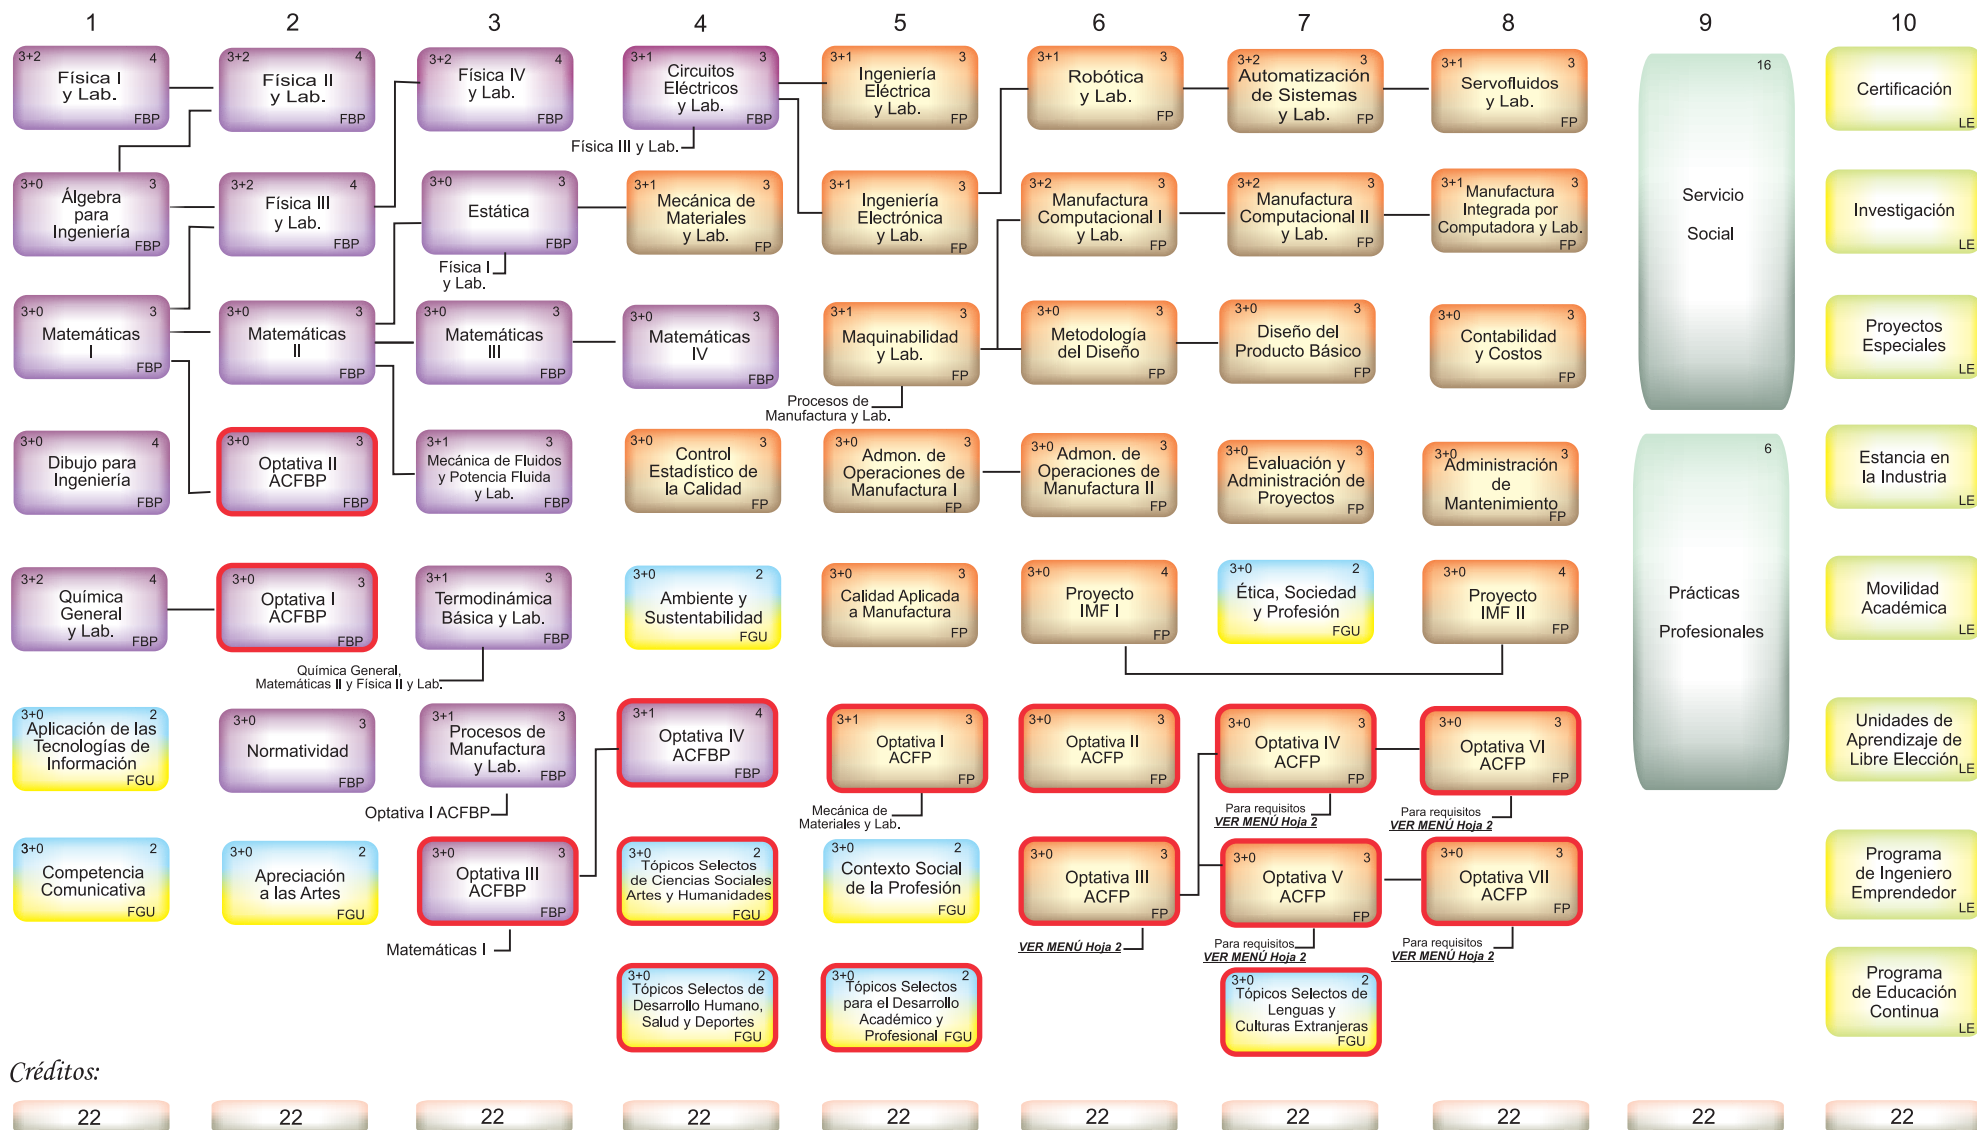 1 2 3 4 5 6 7 8 9 10
3+2 4
Física I
y Lab.
FBP
3+2 4
Física II
y Lab.
FBP
3+2 4
Física IV
y Lab.
FBP
3+1 3
Circuitos
Eléctricos
y Lab.
FBP
Física III y Lab.
3+1 3
Ingeniería
Eléctrica
y Lab.
FP
3+1 3
Robótica
y Lab.
FP
3+2 3
Automatización
de Sistemas
y Lab.
FP
3+1 3
Servofluidos
y Lab.
FP
16
Servicio
Social
Certificación
LE
3+0 3
Álgebra
para
Ingeniería
FBP
3+2 4
Física III
y Lab.
FBP
3+0 3
Estática
FBP
Física I
y Lab.
3+1 3
Mecánica de
Materiales
y Lab.
FP
3+1 3
Ingeniería
Electrónica
y Lab.
FP
3+2 3
Manufactura
Computacional I
y Lab.
FP
3+2 3
Manufactura
Computacional II
y Lab.
FP
3+1 3
Manufactura
Integrada por
Computadora y Lab.
FP
Investigación
LE
3+0 3
Matemáticas
I
FBP
3+0 3
Matemáticas
II
FBP
3+0 3
Matemáticas
III
FBP
3+0 3
Matemáticas
IV
FBP
3+1 3
Maquinabilidad
y Lab.
FP
Procesos de
Manufactura y Lab.
3+0 3
Metodología
del Diseño
FP
3+0 3
Diseño del
Producto Básico
FP
3+0 3
Contabilidad
y Costos
FP
Proyectos
Especiales
LE
3+0 4
Dibujo para
Ingeniería
FBP
3+0 3
Optativa II
ACFBP
FBP
3+1 3
Mecánica de Fluidos
y Potencia Fluida
y Lab.
FBP
3+0 3
Control
Estadístico de
la Calidad
FP
3+0 3
Admon. de
Operaciones de
Manufactura I
FP
3+0 3
Admon. de
Operaciones de
Manufactura II
FP
3+0 3
Evaluación y
Administración de
Proyectos
FP
3+0 3
Administración
de
Mantenimiento
FP
6
Prácticas
Profesionales
Estancia en
la Industria
LE
3+2 4
Química
General
y Lab.
FBP
3+0 3
Optativa I
ACFBP
FBP
3+1 3
Termodinámica
Básica y Lab.
FBP
Química General,
Matemáticas II y Física II y Lab.
3+0 2
Ambiente y
Sustentabilidad
FGU
3+0 3
Calidad Aplicada
a Manufactura
FP
3+0 4
Proyecto
IMF I
FP
3+0 2
Ética, Sociedad
y Profesión
FGU
3+0 4
Proyecto
IMF II
FP
Movilidad
Académica
LE
3+0 2
Aplicación de las
Tecnologías de
Información
FGU
3+0 3
Normatividad
FBP
3+1 3
Procesos de
Manufactura
y Lab.
FBP
Optativa I ACFBP
3+1 4
Optativa IV
ACFBP
FBP
3+1 3
Optativa I
ACFP
FP
Mecánica de
Materiales y Lab.
3+0 3
Optativa II
ACFP
FP
3+0 3
Optativa IV
ACFP
FP
Para requisitos
VER MENÚ Hoja 2
3+0 3
Optativa VI
ACFP
FP
Para requisitos
VER MENÚ Hoja 2
Unidades de
Aprendizaje de
Libre Elección
LE
3+0 2
Competencia
Comunicativa
FGU
3+0 2
Apreciación
a las Artes
FGU
3+0 3
Optativa III
ACFBP
FBP
Matemáticas I
3+0 2
Tópicos Selectos
de Ciencias Sociales
Artes y Humanidades
FGU
3+0 2
Contexto Social
de la Profesión
FGU
3+0 3
Optativa III
ACFP
FP
VER MENÚ Hoja 2
3+0 3
Optativa V
ACFP
FP
Para requisitos
VER MENÚ Hoja 2
3+0 3
Optativa VII
ACFP
FP
Para requisitos
VER MENÚ Hoja 2
Programa
de Ingeniero
Emprendedor
LE
3+0 2
Tópicos Selectos de
Desarrollo Humano,
Salud y Deportes
FGU
3+0 2
Tópicos Selectos
para el Desarrollo
Académico y
Profesional FGU
3+0 2
Tópicos Selectos de
Lenguas y
Culturas Extranjeras
FGU
Programa
de Educación
Continua
LE
Créditos:
22 22 22 22 22 22 22 22 22 22